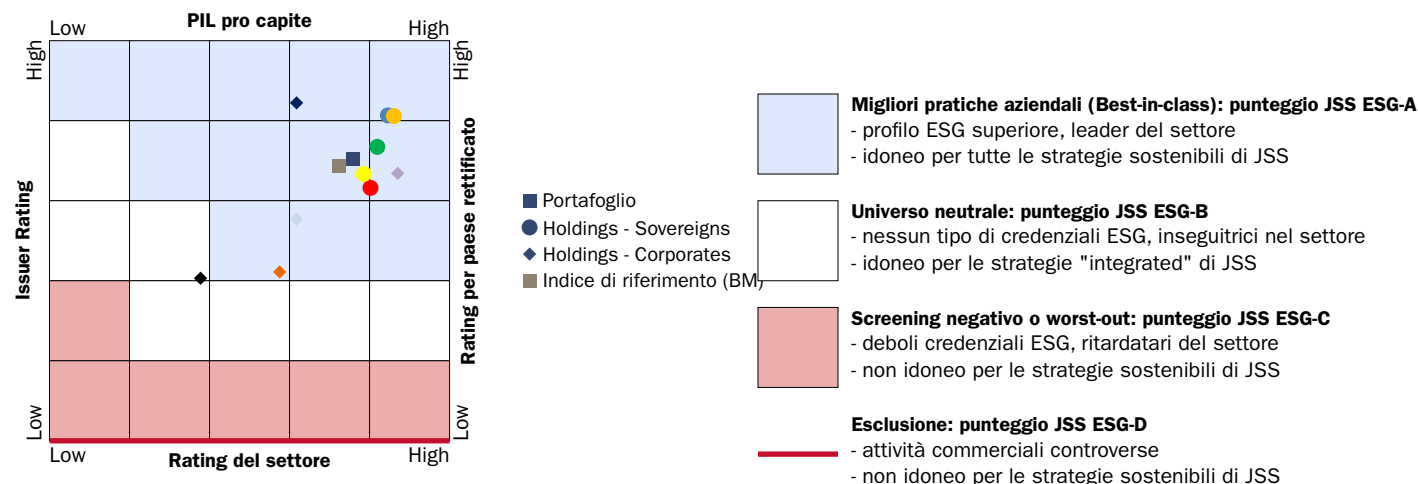 PIL pro capite
Low
High
High
High
Issuer Rating
Rating per paese rettificato
Low
Low
Low
High
Rating del settore
Portafoglio
Holdings - Sovereigns
Holdings - Corporates
Indice di riferimento (BM)
Migliori pratiche aziendali (Best-in-class): punteggio JSS ESG-A
- profilo ESG superiore, leader del settore
- idoneo per tutte le strategie sostenibili di JSS
Universo neutrale: punteggio JSS ESG-B
- nessun tipo di credenziali ESG, inseguitrici nel settore
- idoneo per le strategie "integrated" di JSS
Screening negativo o worst-out: punteggio JSS ESG-C
- deboli credenziali ESG, ritardatari del settore
- non idoneo per le strategie sostenibili di JSS
Esclusione: punteggio JSS ESG-D
- attività commerciali controverse
- non idoneo per le strategie sostenibili di JSS